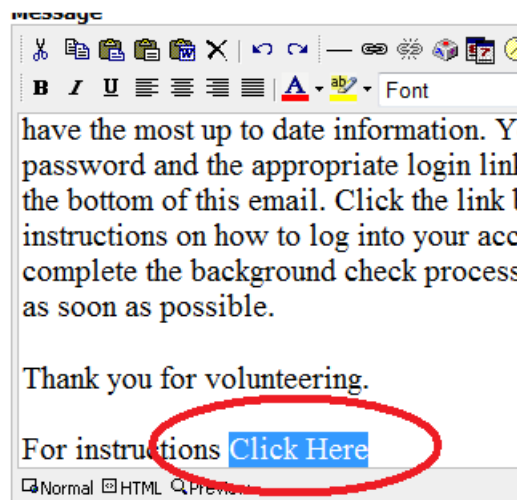 Message
B I U A ab Font
have the most up to date information. Y
password and the appropriate login link
the bottom of this email. Click the link b
instructions on how to log into your acc
complete the background check process
as soon as possible.
Thank you for volunteering.
For instructions Click Here
Normal HTML Preview